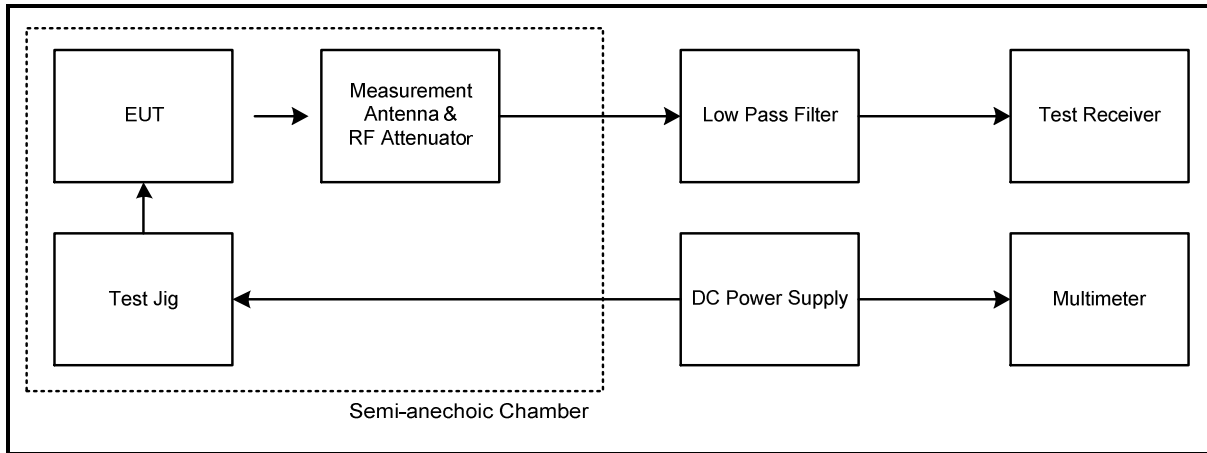 EUT
Measurement
Antenna &
RF Attenuator
Low Pass Filter
Test Receiver
Test Jig
DC Power Supply
Multimeter
Semi-anechoic Chamber